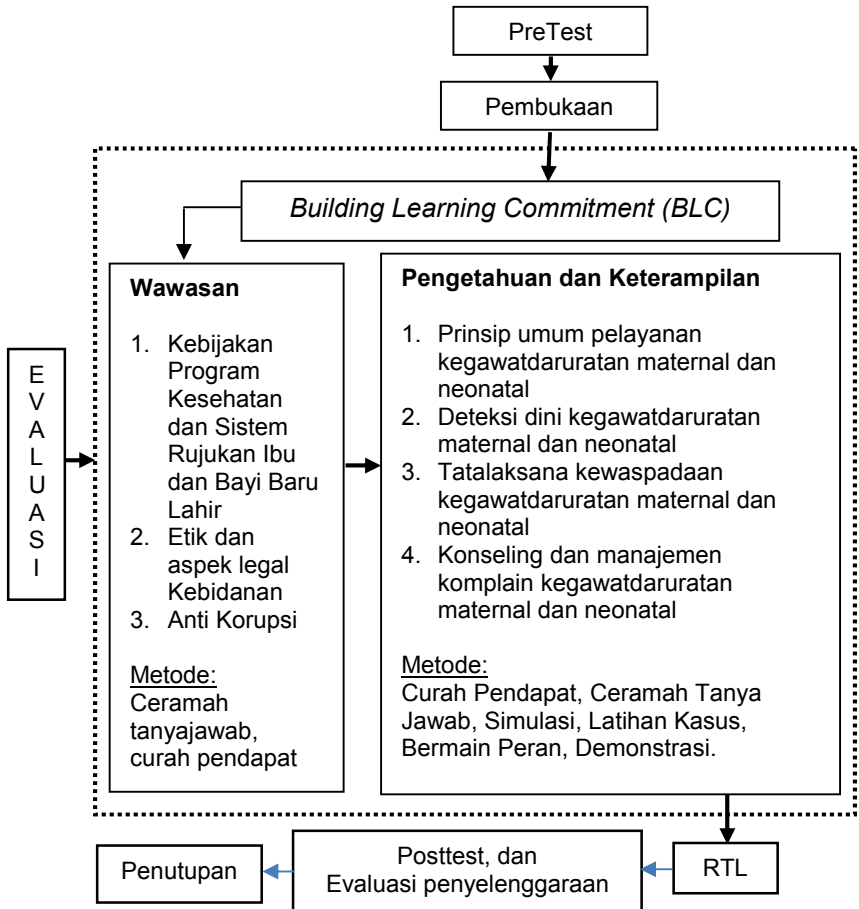 PreTest
Pembukaan
Building Learning Commitment (BLC)
E
V
A
L
U
A
S
I
Wawasan
1. Kebijakan
Program
Kesehatan
dan Sistem
Rujukan Ibu
dan Bayi Baru
Lahir
2. Etik dan
aspek legal
Kebidanan
3. Anti Korupsi
Metode:
Ceramah
tanyajawab,
curah pendapat
Pengetahuan dan Keterampilan
1. Prinsip umum pelayanan
kegawatdaruratan maternal dan
neonatal
2. Deteksi dini kegawatdaruratan
maternal dan neonatal
3. Tatalaksana kewaspadaan
kegawatdaruratan maternal dan
neonatal
4. Konseling dan manajemen
komplain kegawatdaruratan
maternal dan neonatal
Metode:
Curah Pendapat, Ceramah Tanya
Jawab, Simulasi, Latihan Kasus,
Bermain Peran, Demonstrasi.
RTL
Posttest, dan
Evaluasi penyelenggaraan
Penutupan